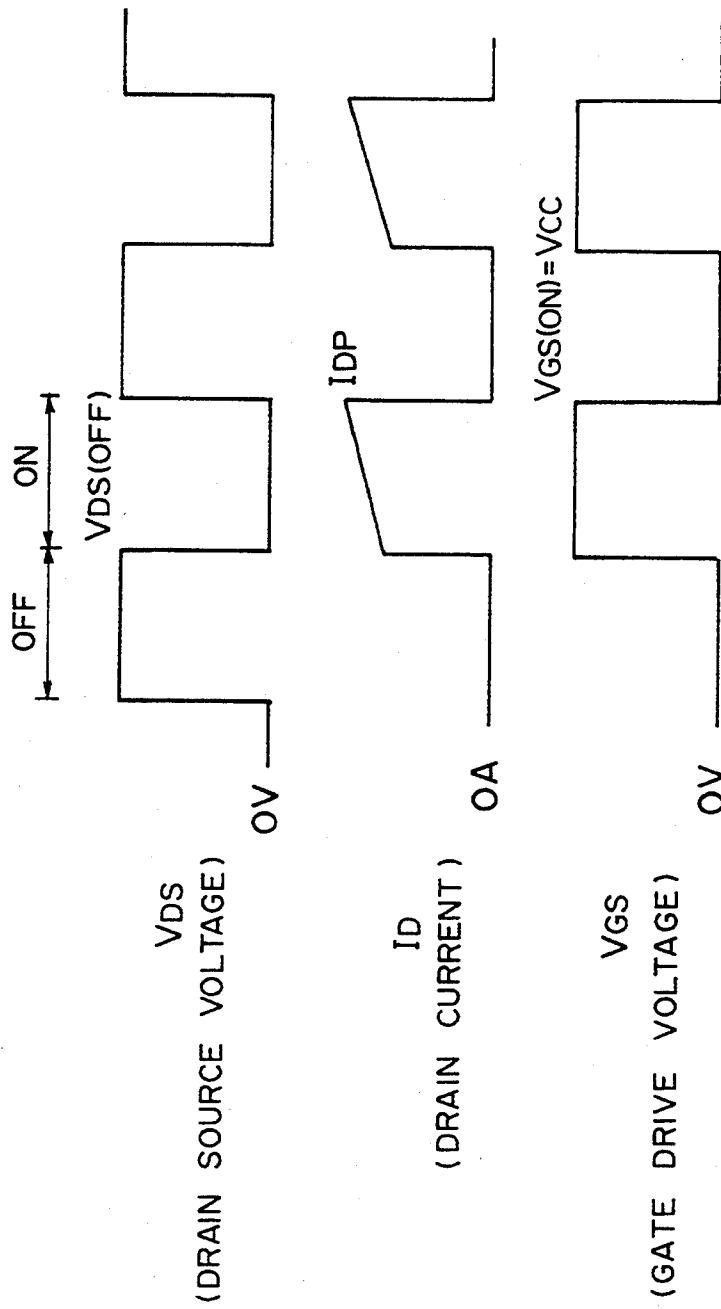 OFF
ON
VDS(OFF)
VDS
(DRAIN SOURCE VOLTAGE)
OV
IDP
ID
(DRAIN CURRENT)
OA
VGS(ON)=VCC
VGS
(GATE DRIVE VOLTAGE)
OV